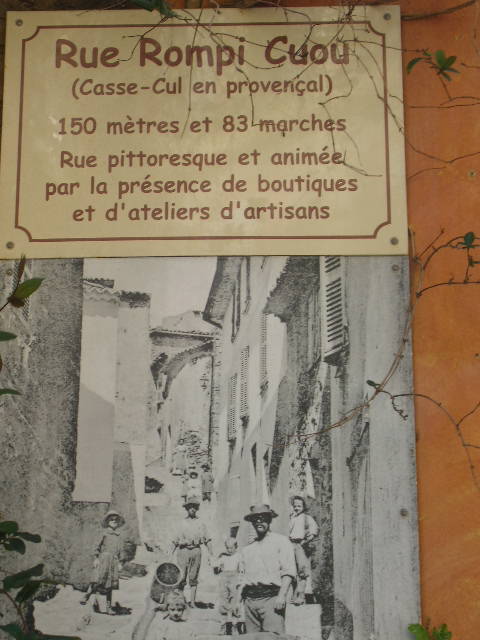 Rue Rompi Cuou
(Casse-Cul en provençal)
150 mètres et 83 marches
Rue pittoresque et animée
par la présence de boutiques
et d'ateliers d'artisans